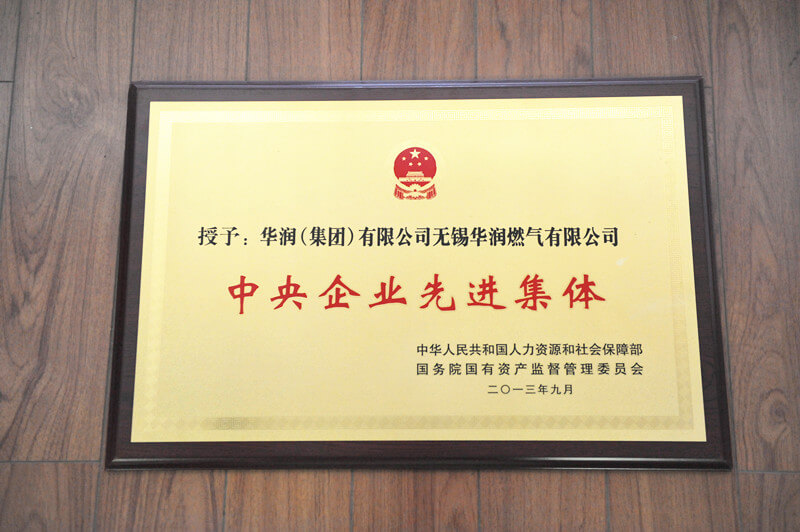 授予：华润（集团）有限公司无锡华润燃气有限公司
中央企业先进集体
中华人民共和国人力资源和社会保障部
国务院国有资产监督管理委员会
二〇一三年九月